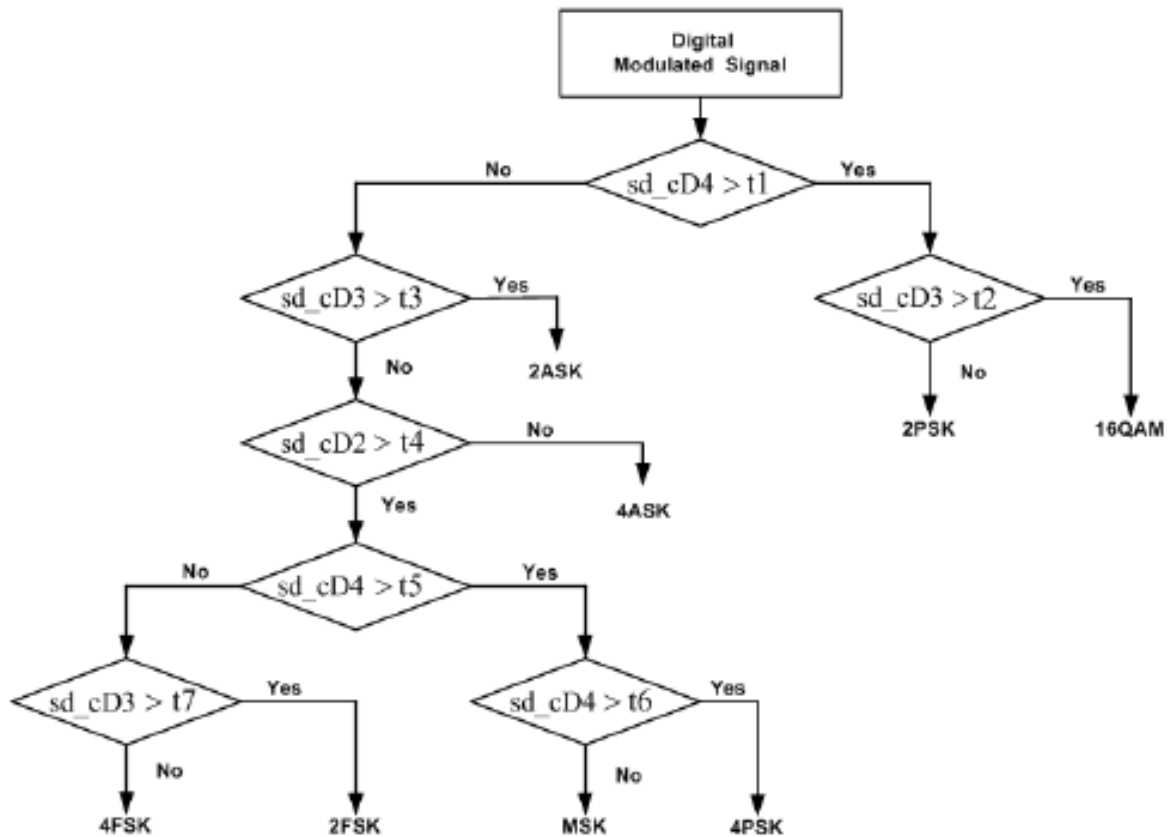 Digital
Modulated Signal
No
sd_cD4 > t1
Yes
sd_cD3 > t3
Yes
sd_cD3 > t2
Yes
No
2ASK
No
sd_cD2 > t4
No
2PSK
16QAM
Yes
4ASK
No
sd_cD4 > t5
Yes
sd_cD3 > t7
Yes
sd_cD4 > t6
Yes
No
No
4FSK
2FSK
MSK
4PSK